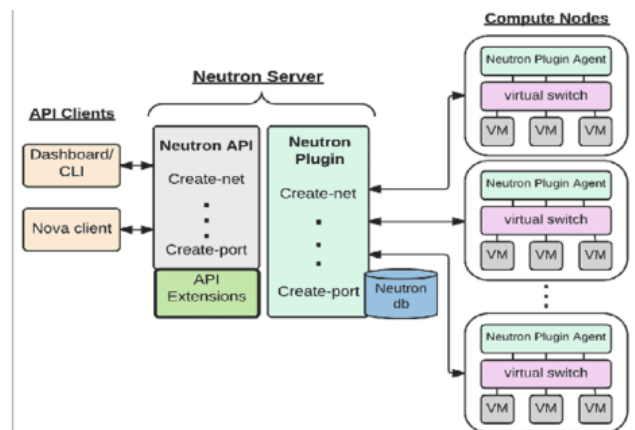 Compute Nodes
Neutron Server
API Clients
Dashboard/
CLI
Nova client
Neutron API
Create-net
Create-port
API
Extensions
Neutron
Plugin
Create-net
Create-port
Neutron
db
Neutron Plugin Agent
virtual switch
VM VM VM
Neutron Plugin Agent
virtual switch
VM VM VM
Neutron Plugin Agent
virtual switch
VM VM VM